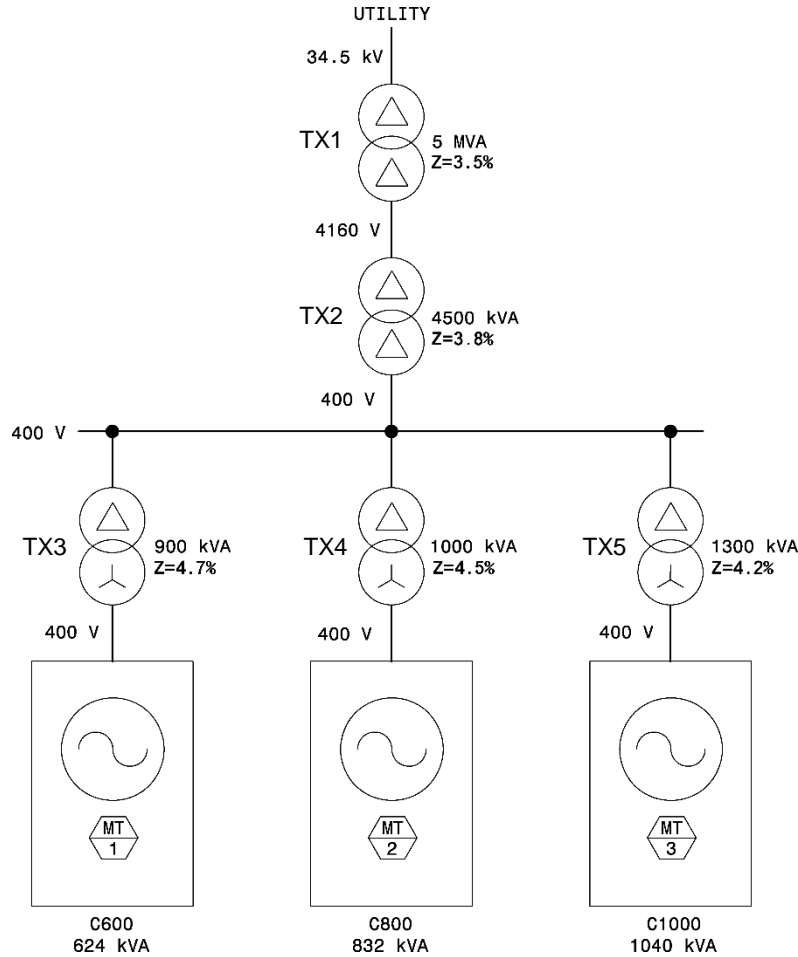 UTILITY
34.5 kV
TX1
5 MVA
Z=3.5%
4160 V
TX2
4500 kVA
Z=3.8%
400 V
400 V
TX3
900 kVA
Z=4.7%
TX4
1000 kVA
Z=4.5%
TX5
1300 kVA
Z=4.2%
400 V
400 V
400 V
MT
1
MT
2
MT
3
C600
624 kVA
C800
832 kVA
C1000
1040 kVA